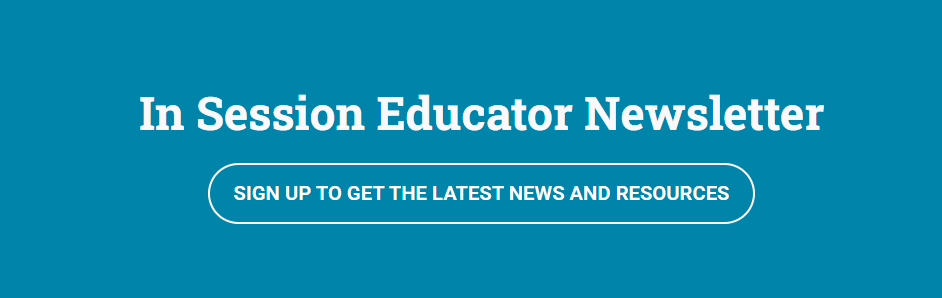 In Session Educator Newsletter
SIGN UP TO GET THE LATEST NEWS AND RESOURCES